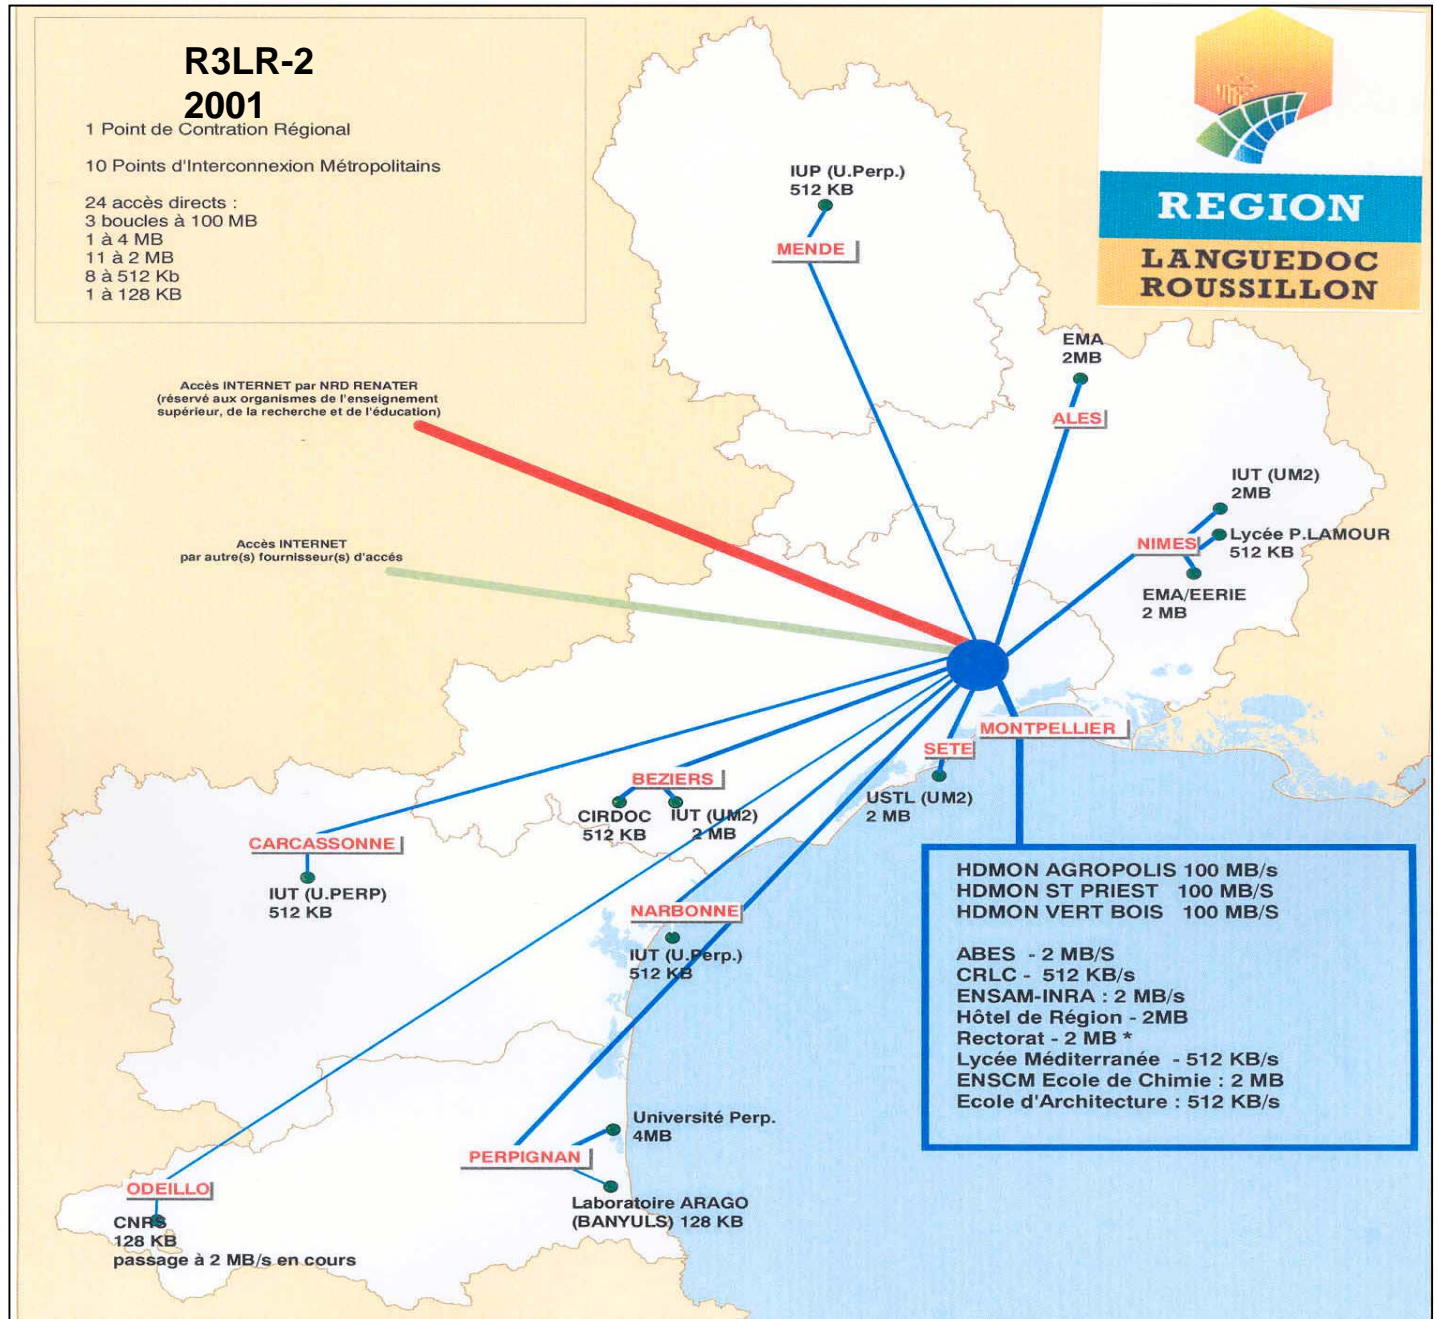 R3LR-2
2001
1 Point de Contration Régional
10 Points d'Interconnexion Métropolitains
24 accès directs :
3 boucles à 100 MB
1 à 4 MB
11 à 2 MB
8 à 512 Kb
1 à 128 KB
REGION
LANGUEDOC
ROUSSILLON
IUP (U.Perp.)
512 KB
MENDE
EMA
2MB
ALES
Accès INTERNET par NRD RENATER
(réservé aux organismes de l'enseignement
supérieur, de la recherche et de l'éducation)
IUT (UM2)
2MB
NIMES
Lycée P.LAMOUR
512 KB
EMA/EERIE
2 MB
Accès INTERNET
par autre(s) fournisseur(s) d'accés
MONTPELLIER
SETE
USTL (UM2)
2 MB
BEZIERS
CIRDOC
512 KB
IUT (UM2)
2 MB
CARCASSONNE
IUT (U.PERP)
512 KB
NARBONNE
IUT (U.Perp.)
512 KB
HDMON AGROPOLIS 100 MB/s
HDMON ST PRIEST 100 MB/S
HDMON VERT BOIS 100 MB/S
ABES - 2 MB/S
CRLC - 512 KB/s
ENSAM-INRA : 2 MB/s
Hôtel de Région - 2MB
Rectorat - 2 MB *
Lycée Méditerranée - 512 KB/s
ENSCM Ecole de Chimie : 2 MB
Ecole d'Architecture : 512 KB/s
Université Perp.
4MB
PERPIGNAN
Laboratoire ARAGO
(BANYULS) 128 KB
ODEILLO
CNRS
128 KB
passage à 2 MB/s en cours